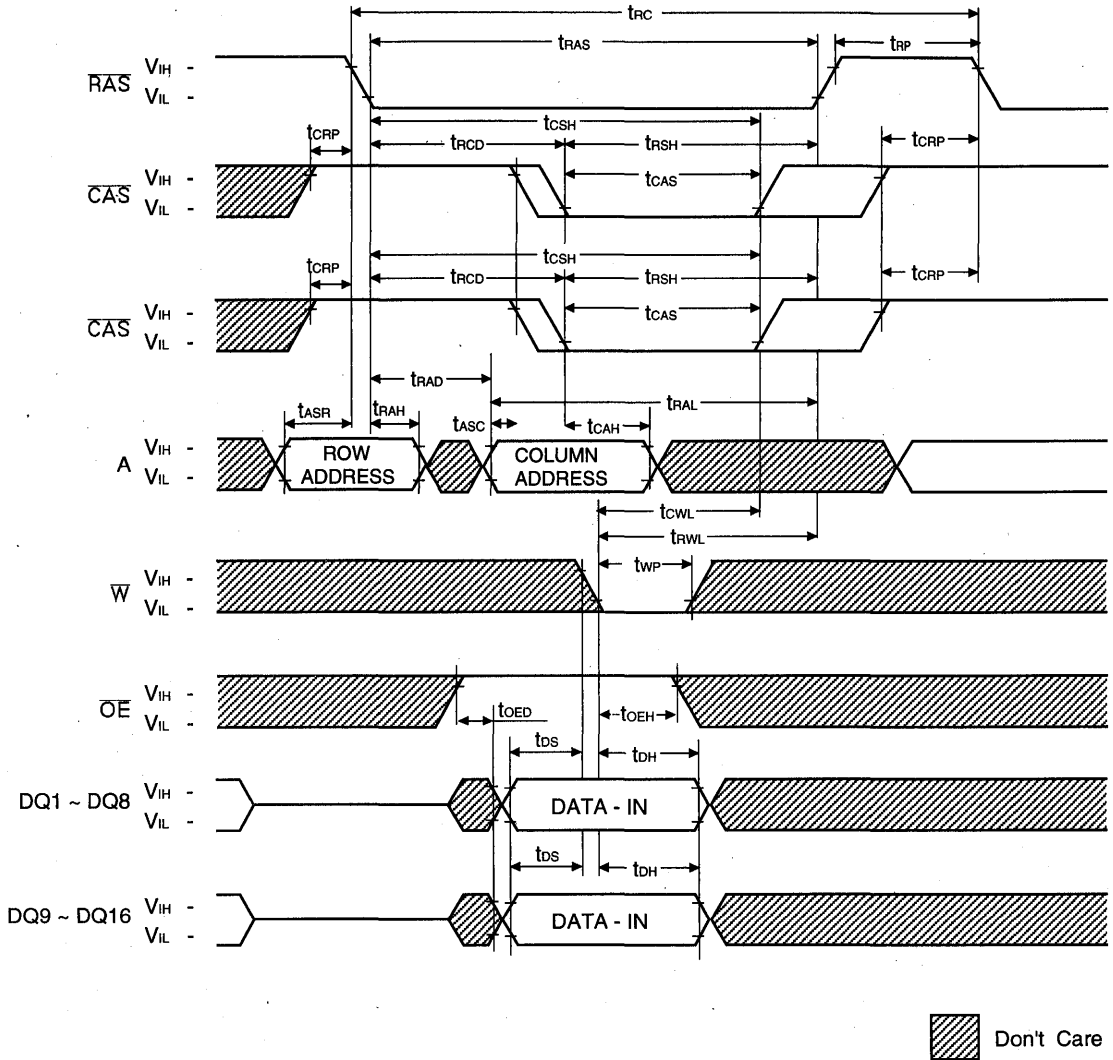 tRC
tRAS tRP
RAS VIH -
VIL -
tCSH
tCRP tRCD tRSH tCRP
CAS VIH -
VIL -
tCAS
tCSH
tCRP tRCD tRSH tCRP
CAS VIH -
VIL -
tCAS
tRAD
tRAL
tASR tRAH tASC tCAH
A VIH -
VIL -
ROW ADDRESS
COLUMN ADDRESS
tCWL
tRWL
tWP
W VIH -
VIL -
OE VIH -
VIL -
tOED tOEH
tDS tDH
DQ1 ~ DQ8 VIH -
VIL -
DATA - IN
tDS tDH
DQ9 ~ DQ16 VIH -
VIL -
DATA - IN
Don't Care